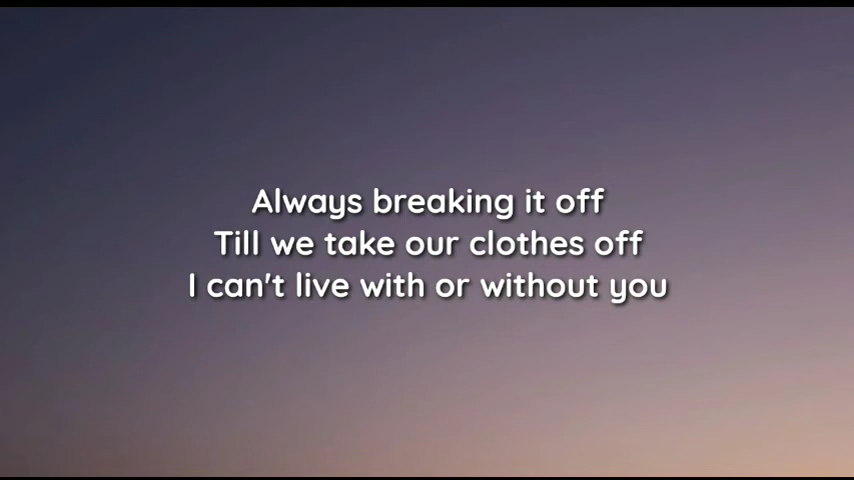 Always breaking it off
Till we take our clothes off
I can't live with or without you